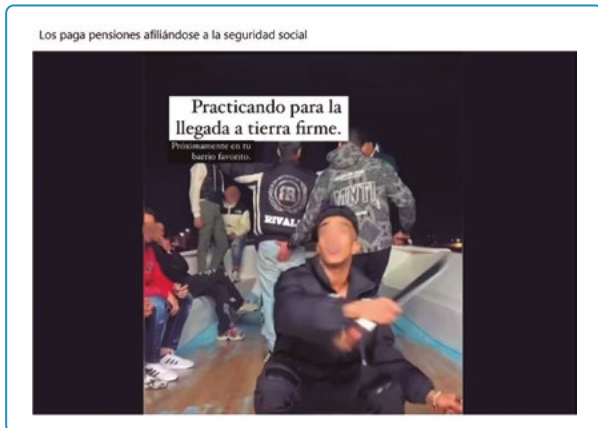 Los paga pensiones afiliándose a la seguridad social
Practicando para la
llegada a tierra firme.
Próximamente en tu
barrio favorito.
RIVAL
MNTL